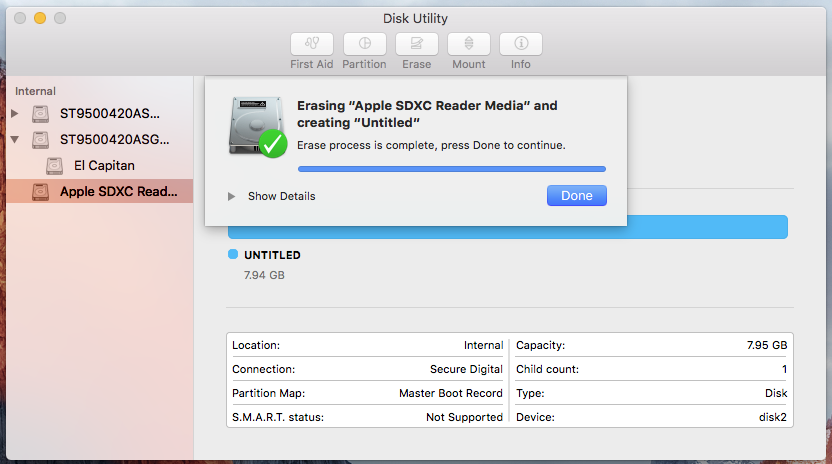 Disk Utility
First Aid
Partition
Erase
Mount
Info
Internal
ST9500420AS...
ST9500420ASG...
El Capitan
Apple SDXC Read...
Erasing “Apple SDXC Reader Media” and
creating “Untitled”
Erase process is complete, press Done to continue.
Show Details
Done
UNTITLED
7.94 GB
Location: Internal
Capacity: 7.95 GB
Connection: Secure Digital
Child count: 1
Partition Map: Master Boot Record
Type: Disk
S.M.A.R.T. status: Not Supported
Device: disk2